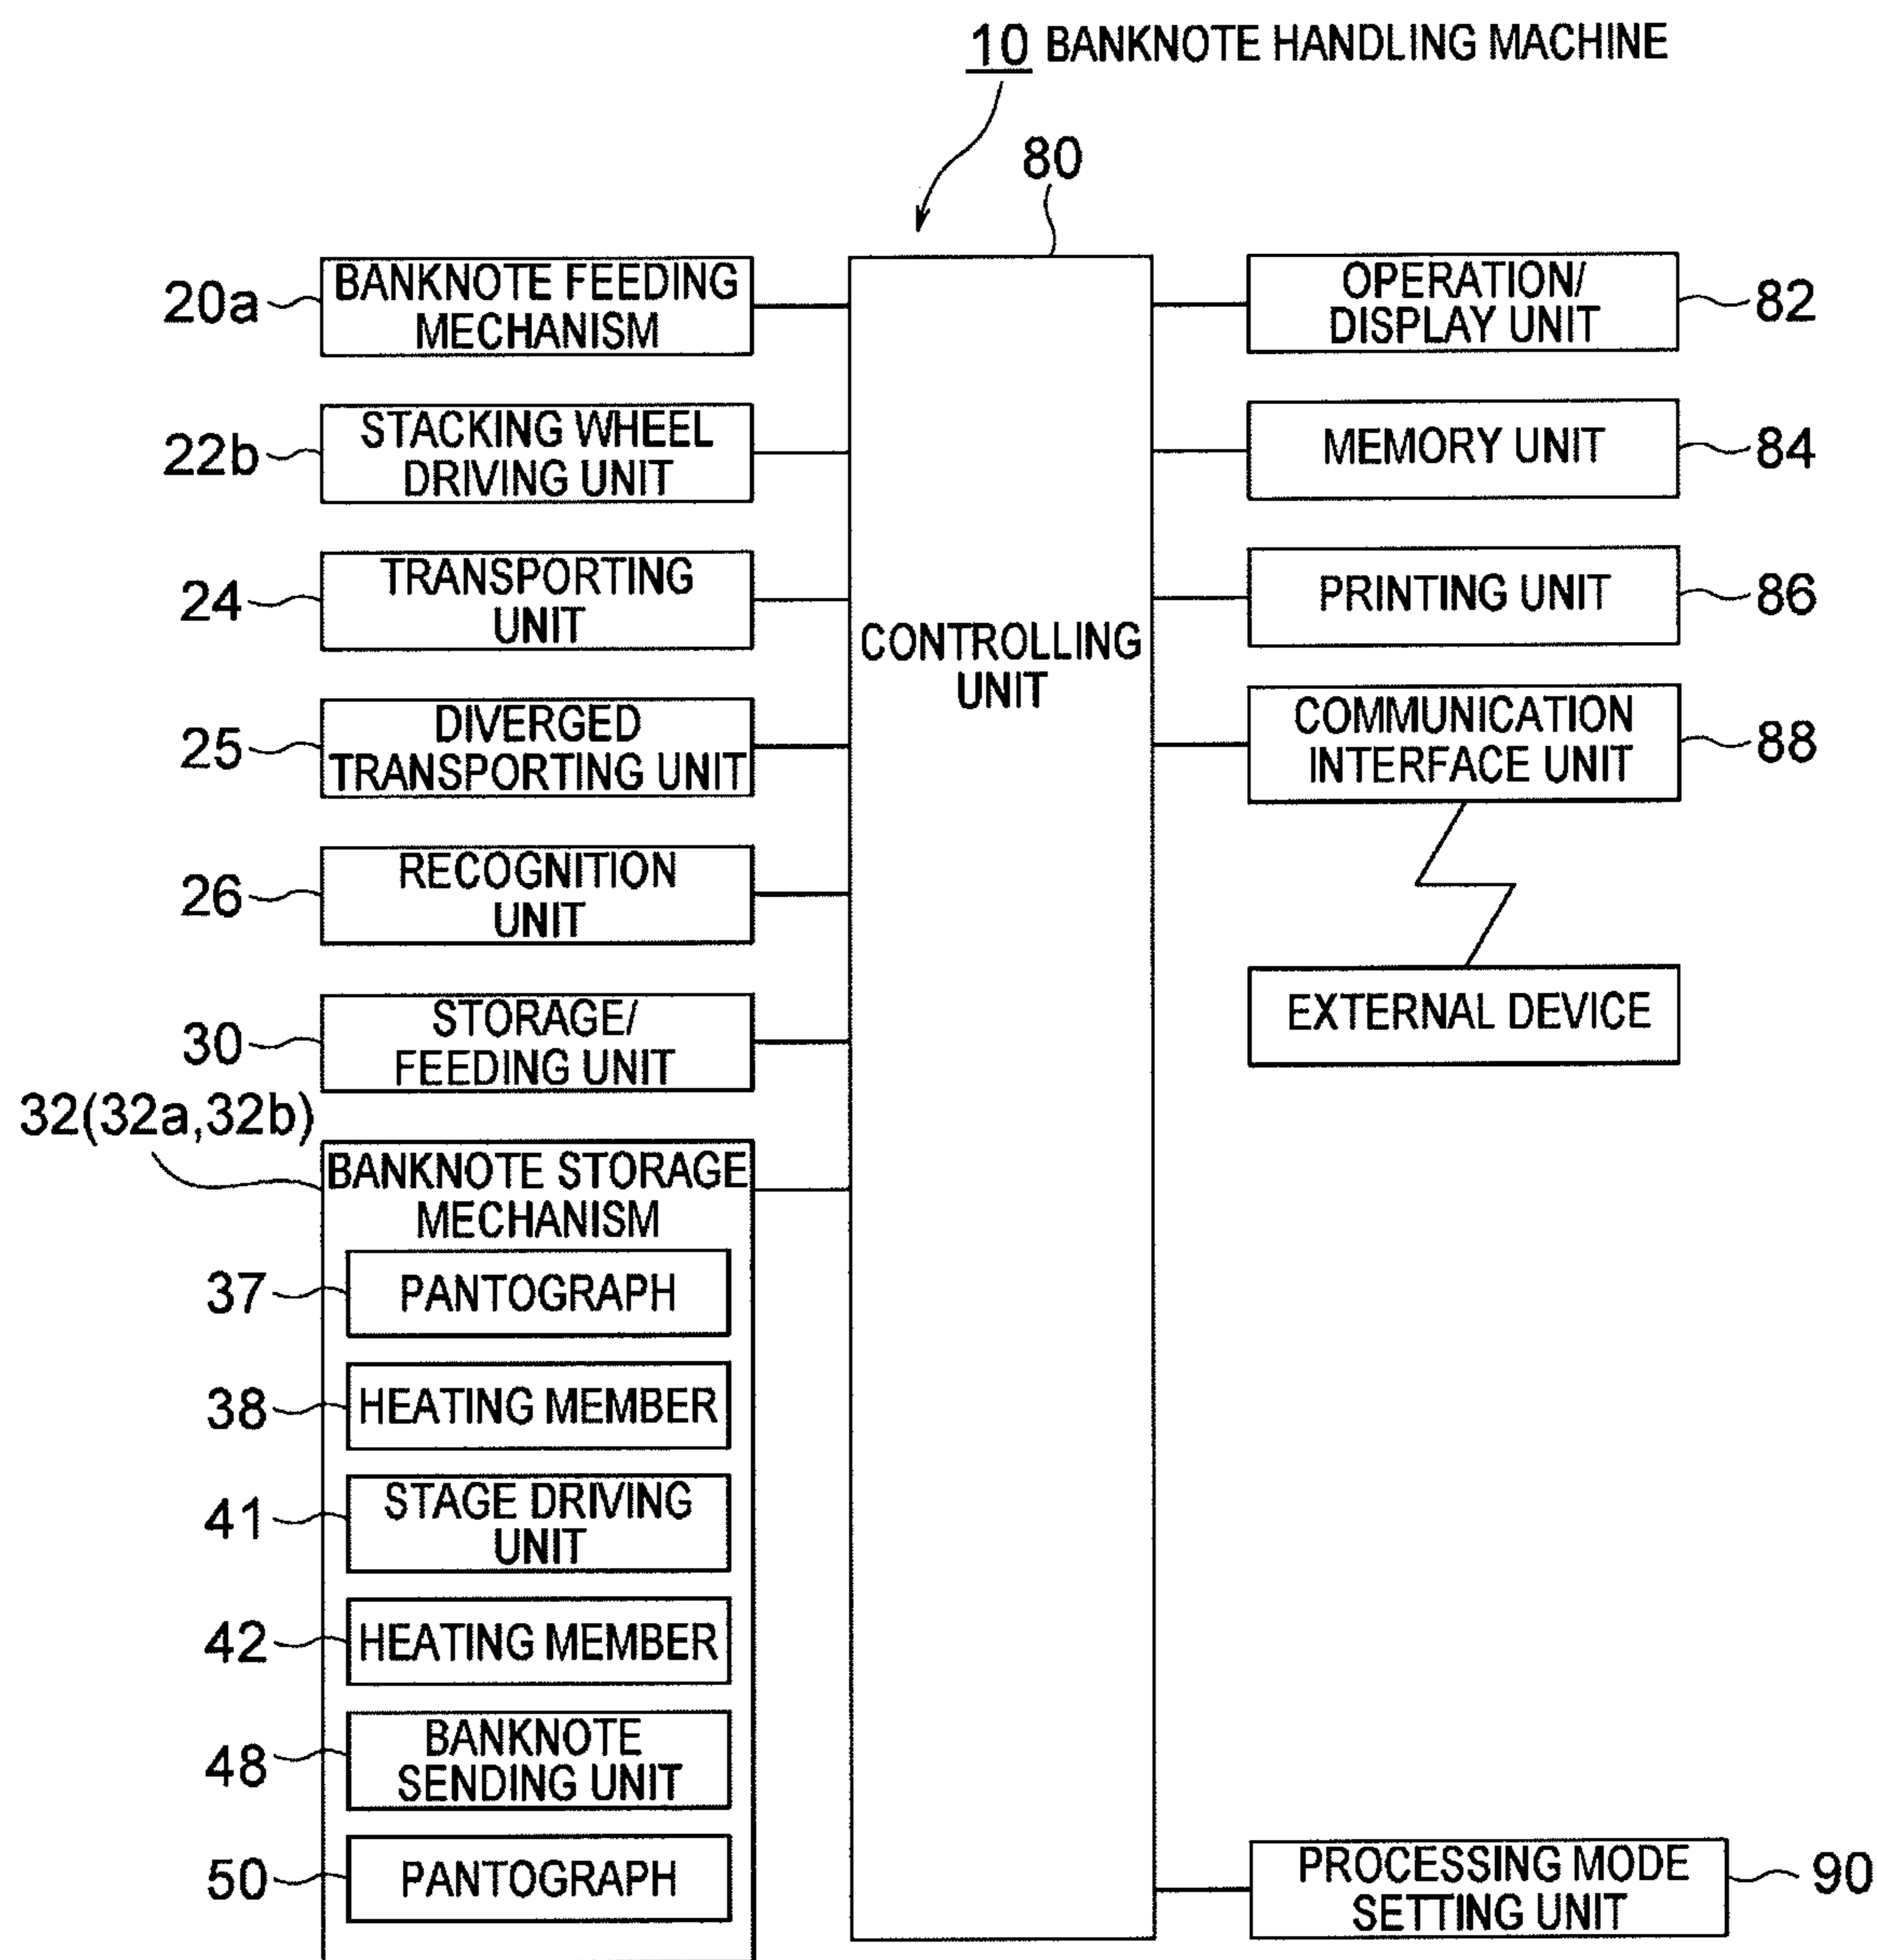 10 BANKNOTE HANDLING MACHINE
80
20a
BANKNOTE FEEDING
MECHANISM
22b
STACKING WHEEL
DRIVING UNIT
24
TRANSPORTING
UNIT
25
DIVERGED
TRANSPORTING UNIT
26
RECOGNITION
UNIT
30
STORAGE/
FEEDING UNIT
32(32a,32b)
BANKNOTE STORAGE
MECHANISM
37
PANTOGRAPH
38
HEATING MEMBER
41
STAGE DRIVING
UNIT
42
HEATING MEMBER
48
BANKNOTE
SENDING UNIT
50
PANTOGRAPH
CONTROLLING
UNIT
OPERATION/
DISPLAY UNIT
82
MEMORY UNIT
84
PRINTING UNIT
86
COMMUNICATION
INTERFACE UNIT
88
EXTERNAL DEVICE
PROCESSING MODE
SETTING UNIT
90